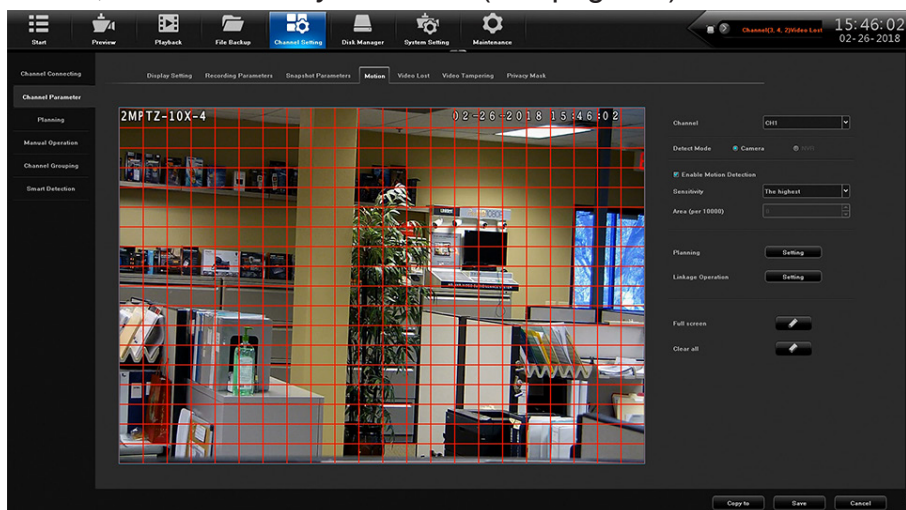 Start Preview Playback File Backup Channel Setting Disk Manager System Setting Maintenance
Channel(3, 4, 2)Video Lost
15:46:02
02-26-2018
Channel Connecting
Channel Parameter
Planning
Manual Operation
Channel Grouping
Smart Detection
Display Setting Recording Parameters Snapshot Parameters Motion Video Lost Video Tampering Privacy Mask
2MPTZ-10X-4 02-26-2018 15:46:02
Channel CH1
Detect Mode Camera
Enable Motion Detection
Sensitivity The highest
Area (per 10000) 0
Planning Setting
Linkage Operation Setting
Full screen
Clear all
Copy to Save Cancel